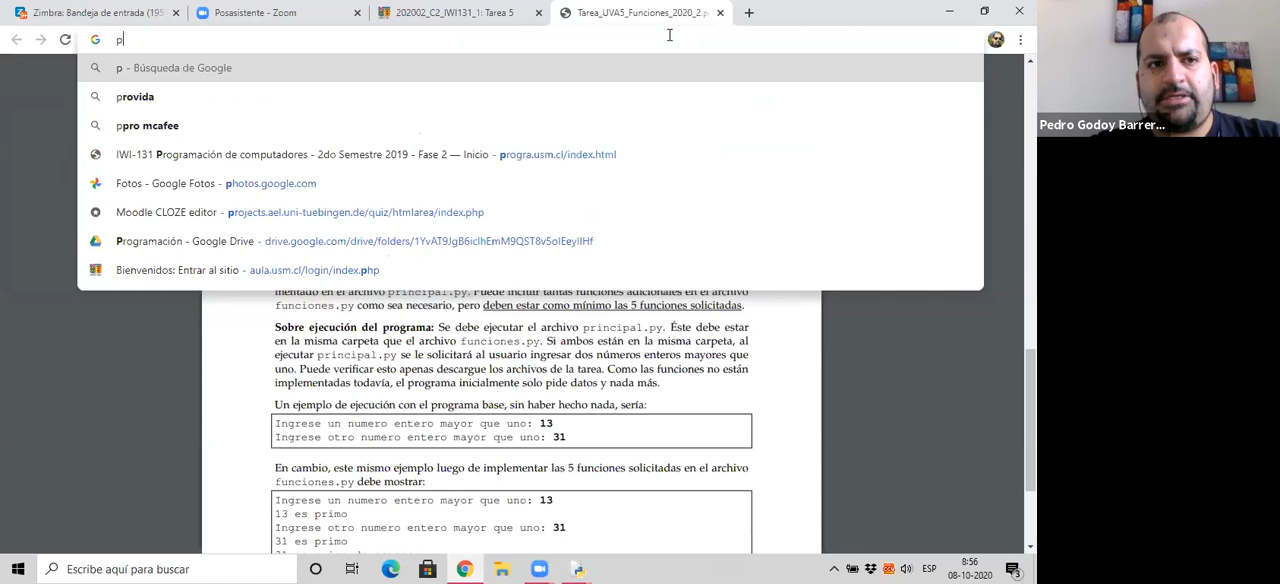 Zimbra: Bandeja de entrada (195
Posasistente - Zoom
202002_C2_IWI131_1: Tarea 5
Tarea_UVA5_Funciones_2020_2.p
p
p - Búsqueda de Google
provida
ppro mcafee
IWI-131 Programación de computadores - 2do Semestre 2019 - Fase 2 — Inicio - progra.usm.cl/index.html
Fotos - Google Fotos - photos.google.com
Moodle CLOZE editor - projects.ael.uni-tuebingen.de/quiz/htmlarea/index.php
Programación - Google Drive - drive.google.com/drive/folders/1YvAT9JgB6icIhEmM9QST8v5oIEeylIHf
Bienvenidos: Entrar al sitio - aula.usm.cl/login/index.php
Pedro Godoy Barrer...
mentado en el archivo principal.py. Puede incluir tantas funciones adicionales en el archivo
funciones.py como sea necesario, pero deben estar como mínimo las 5 funciones solicitadas.
Sobre ejecución del programa: Se debe ejecutar el archivo principal.py. Éste debe estar
en la misma carpeta que el archivo funciones.py. Si ambos están en la misma carpeta, al
ejecutar principal.py se le solicitará al usuario ingresar dos números enteros mayores que
uno. Puede verificar esto apenas descargue los archivos de la tarea. Como las funciones no están
implementadas todavía, el programa inicialmente solo pide datos y nada más.
Un ejemplo de ejecución con el programa base, sin haber hecho nada, sería:
Ingrese un numero entero mayor que uno: 13
Ingrese otro numero entero mayor que uno: 31
En cambio, este mismo ejemplo luego de implementar las 5 funciones solicitadas en el archivo
funciones.py debe mostrar:
Ingrese un numero entero mayor que uno: 13
13 es primo
Ingrese otro numero entero mayor que uno: 31
31 es primo
Escribe aquí para buscar
ESP
8:56
08-10-2020
3